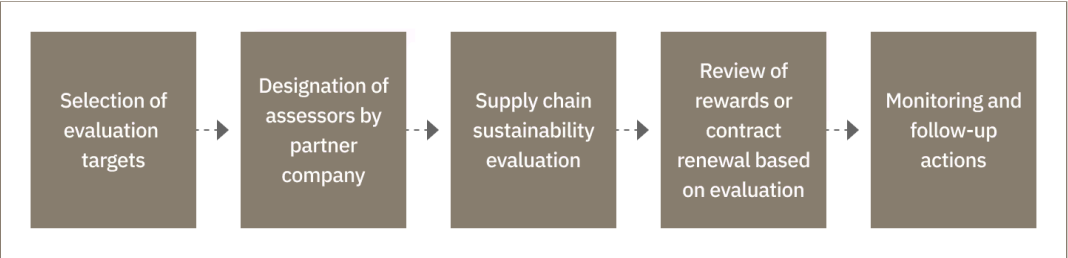 Selection of
evaluation
targets
Designation of
assessors by
partner
company
Supply chain
sustainability
evaluation
Review of
rewards or
contract
renewal based
on evaluation
Monitoring and
follow-up
actions